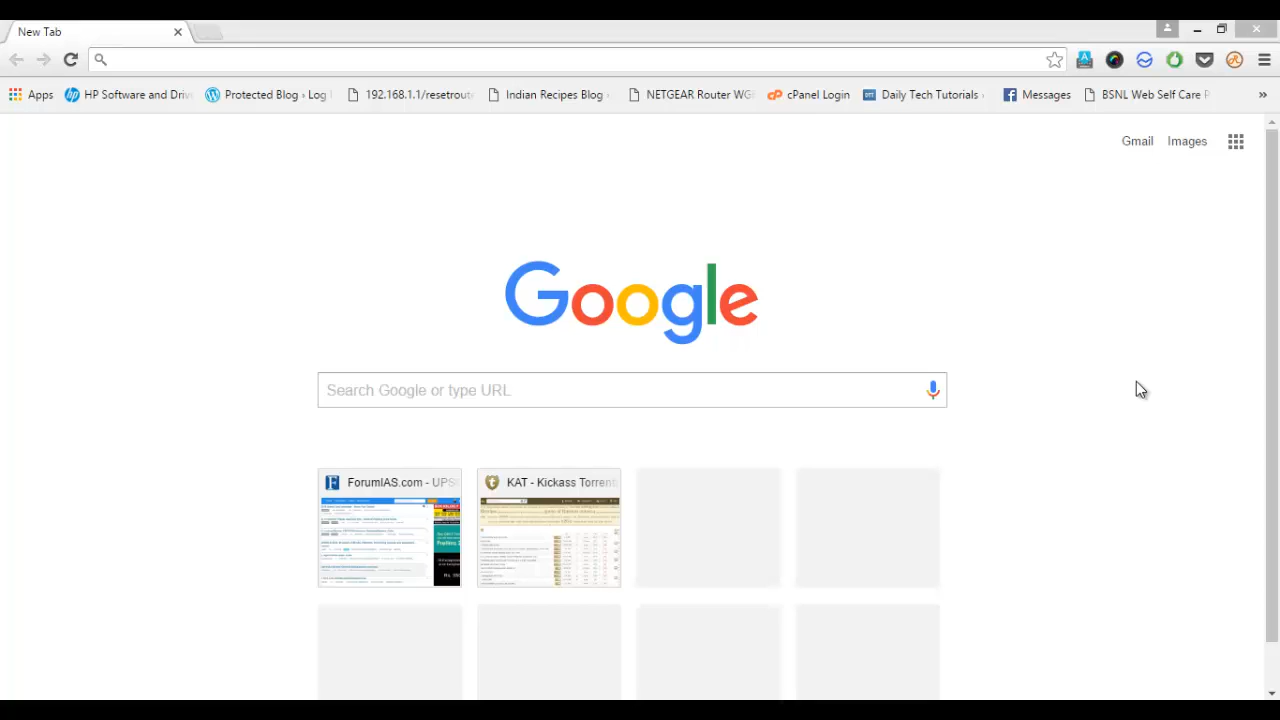 New Tab
Apps HP Software and Driv Protected Blog › Log 192.168.1.1/resetrout Indian Recipes Blog › NETGEAR Router WG cPanel Login Daily Tech Tutorials › Messages BSNL Web Self Care P »
Gmail Images
Google
Search Google or type URL
ForumIAS.com - UPS KAT - Kickass Torrent